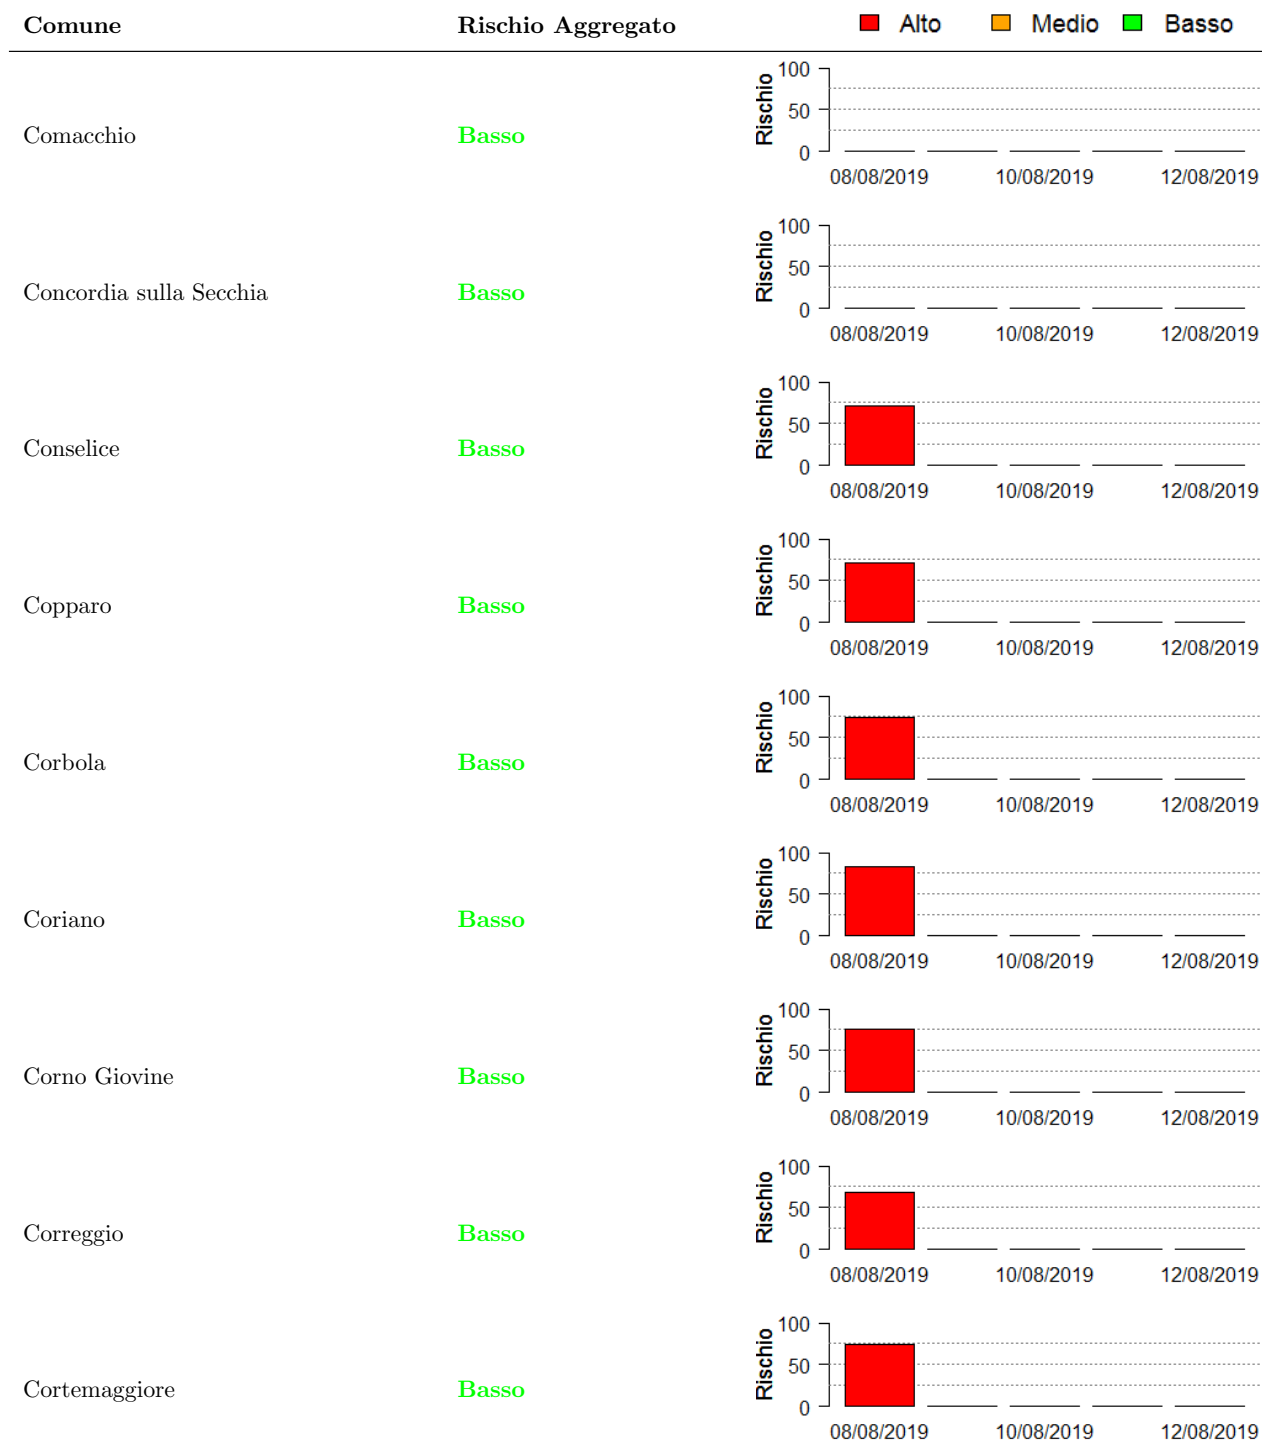 Comune Rischio Aggregato Alto Medio Basso
100
Rischio
50
Comacchio Basso
0
08/08/2019 10/08/2019 12/08/2019
100
Rischio
50
Concordia sulla Secchia Basso
0
08/08/2019 10/08/2019 12/08/2019
100
Rischio
50
Conselice Basso
0
08/08/2019 10/08/2019 12/08/2019
100
Rischio
50
Copparo Basso
0
08/08/2019 10/08/2019 12/08/2019
100
Rischio
50
Corbola Basso
0
08/08/2019 10/08/2019 12/08/2019
100
Rischio
50
Coriano Basso
0
08/08/2019 10/08/2019 12/08/2019
100
Rischio
50
Corno Giovine Basso
0
08/08/2019 10/08/2019 12/08/2019
100
Rischio
50
Correggio Basso
0
08/08/2019 10/08/2019 12/08/2019
100
Rischio
50
Cortemaggiore Basso
0
08/08/2019 10/08/2019 12/08/2019